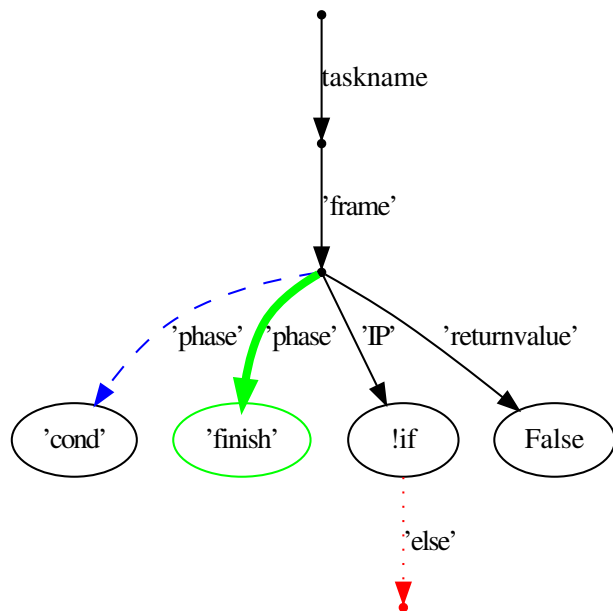 taskname
’frame’
’phase’ ’phase’ ’IP’ ’returnvalue’
’cond’ ’finish’ !if False
’else’